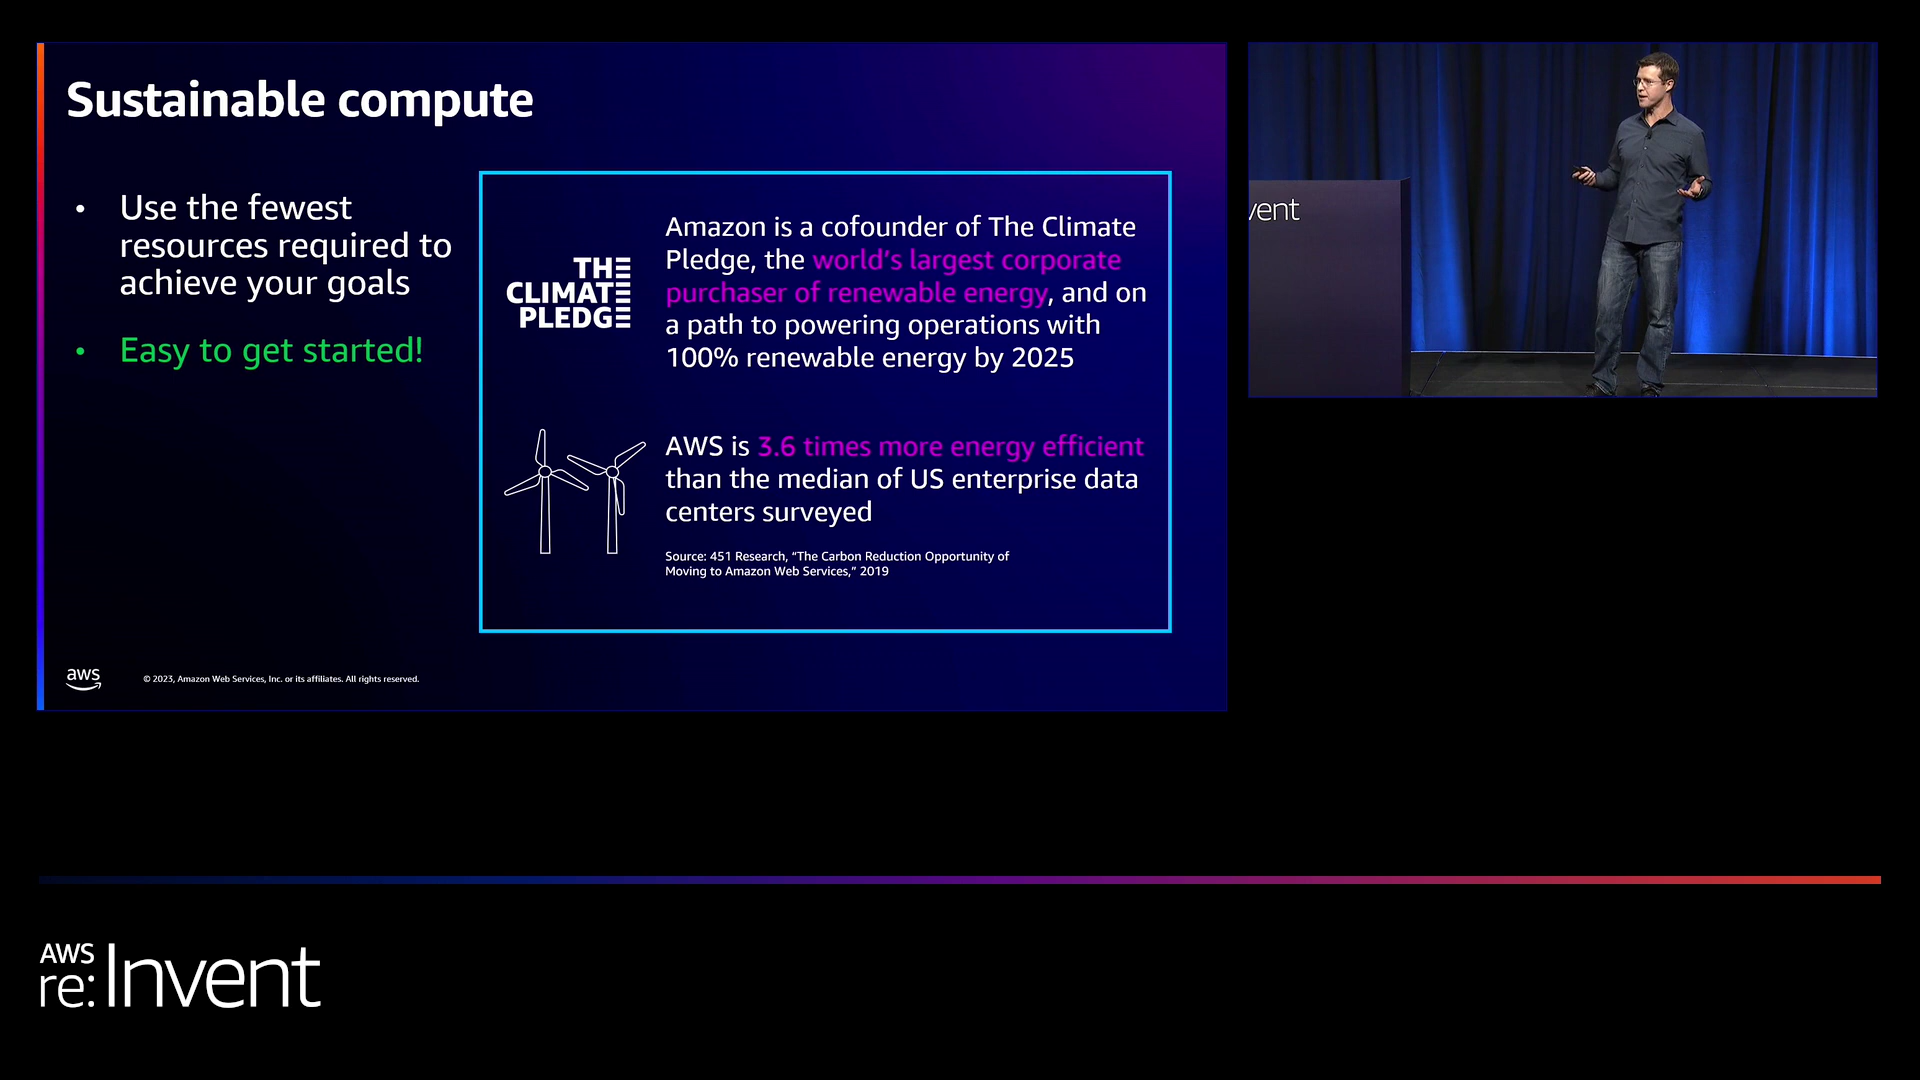 Sustainable compute
• Use the fewest
resources required to
achieve your goals
• Easy to get started!
THE
CLIMATE
PLEDGE
Amazon is a cofounder of The Climate
Pledge, the world's largest corporate
purchaser of renewable energy, and on
a path to powering operations with
100% renewable energy by 2025
AWS is 3.6 times more energy efficient
than the median of US enterprise data
centers surveyed
Source: 451 Research, “The Carbon Reduction Opportunity of
Moving to Amazon Web Services,” 2019
aws
© 2023, Amazon Web Services, Inc. or its affiliates. All rights reserved.
vent
AWS
re:Invent